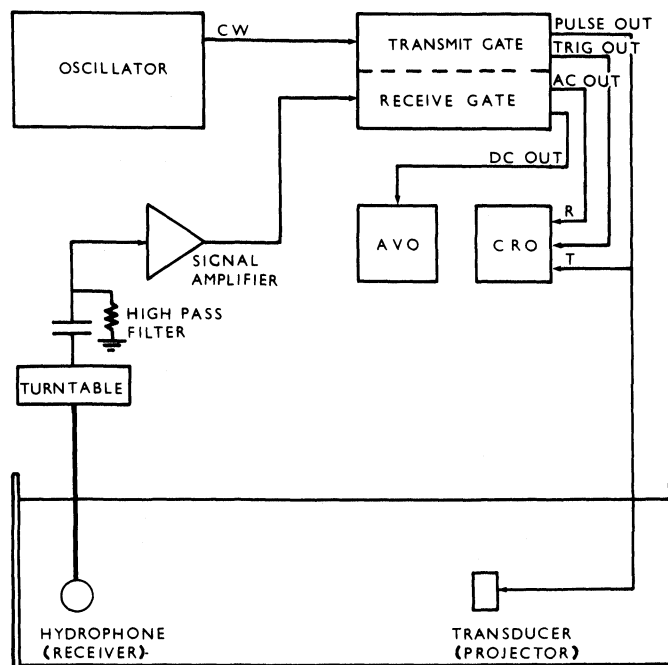 PULSE OUT
CW
TRANSMIT GATE
TRIG OUT
OSCILLATOR
AC OUT
RECEIVE GATE
DC OUT
R
AVO
CRO
T
SIGNAL
AMPLIFIER
HIGH PASS
FILTER
TURNTABLE
HYDROPHONE
(RECEIVER)-
TRANSDUCER
(PROJECTOR)